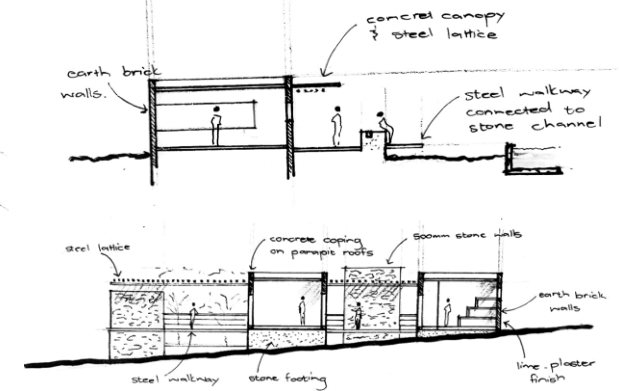 concret canopy
& steel lattice
earth brick
walls.
steel walkway
connected to
stone channel
steel lattice
concrete coping
on parapit roofs
500mm stone walls
earth brick
walls
steel walkway
stone footing
lime-plaster
finish